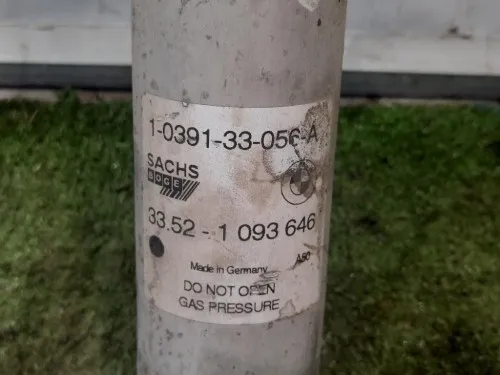 1-0391-33-056-A
SACHS
BOGE
33.52 - 1 093 646
A50
Made in Germany
DO NOT OPEN
GAS PRESSURE